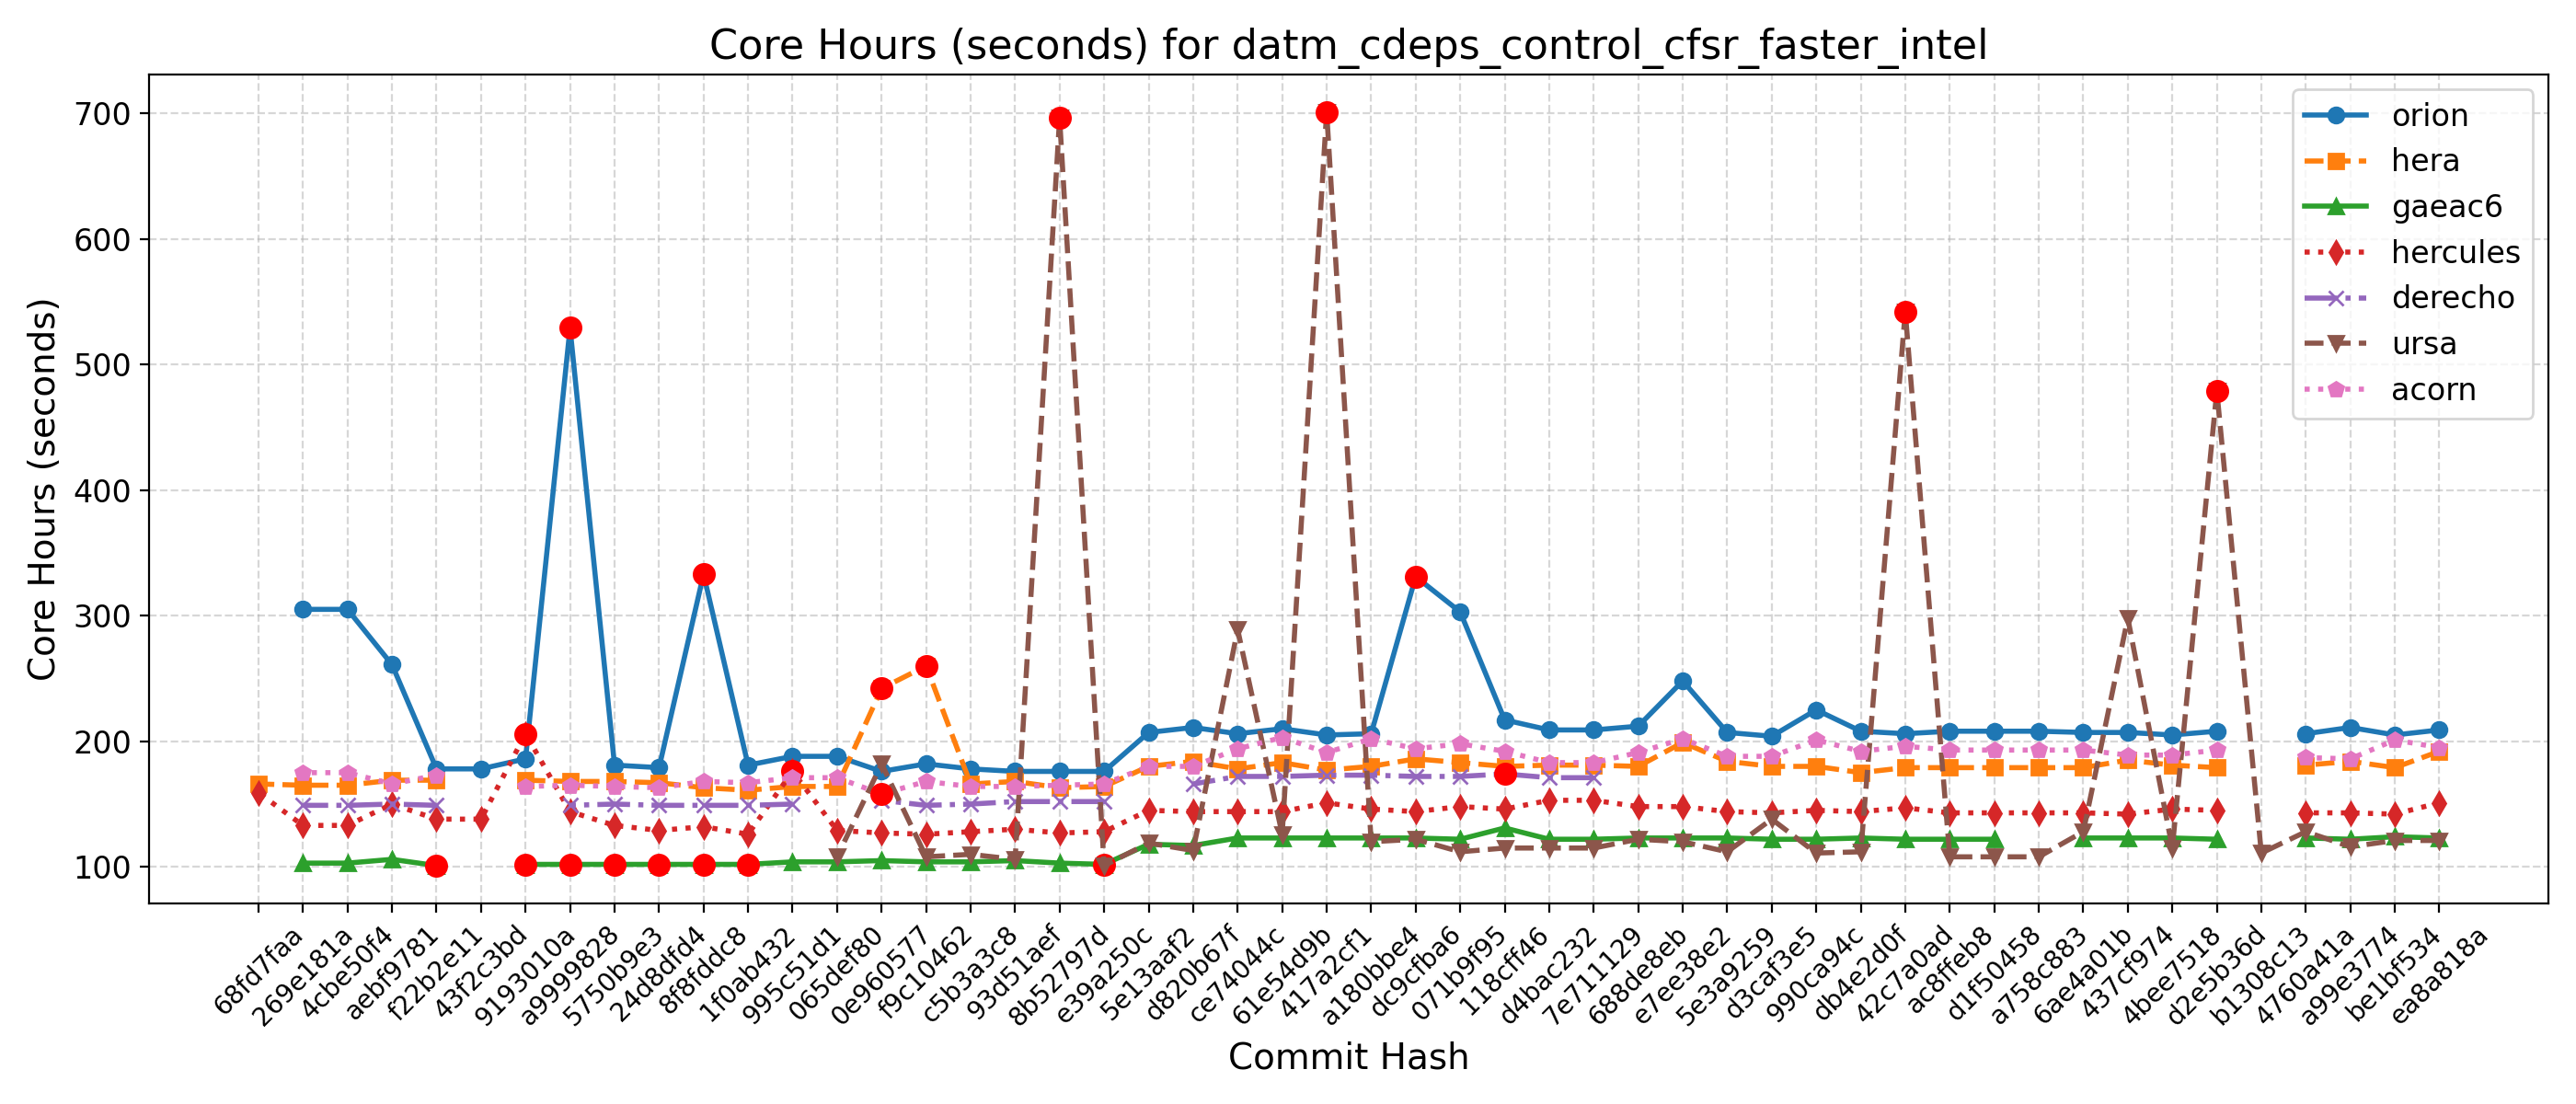 Core Hours (seconds) for datm_cdeps_control_cfsr_faster_intel
Core Hours (seconds)
700
600
500
400
300
200
100
orion
hera
gaeac6
hercules
derecho
ursa
acorn
68fd7faa
269e181a
4cbe50f4
aebf9781
f22b2e11
43f2c3bd
9193010a
a9999828
5750b9e3
24d8dfd4
8f8fddc8
1f0ab432
995c51d1
065def80
0e960577
f9c10462
c5b3a3c8
93d51aef
8b52797d
e39a250c
5e13aaf2
d820b67f
ce74044c
61e54d9b
417a2cf1
a180bbe4
dc9cfba6
071b9f95
118cff46
d4bac232
7e711129
688de8eb
e7ee38e2
5e3a9259
d3caf3e5
990ca94c
db4e2d0f
42c7a0ad
ac8ffeb8
d1f50458
a758c883
6ae4a01b
437cf974
4bee7518
d2e5b36d
b1308c13
4760a41a
a99e3774
be1bf534
ea8a818a
Commit Hash